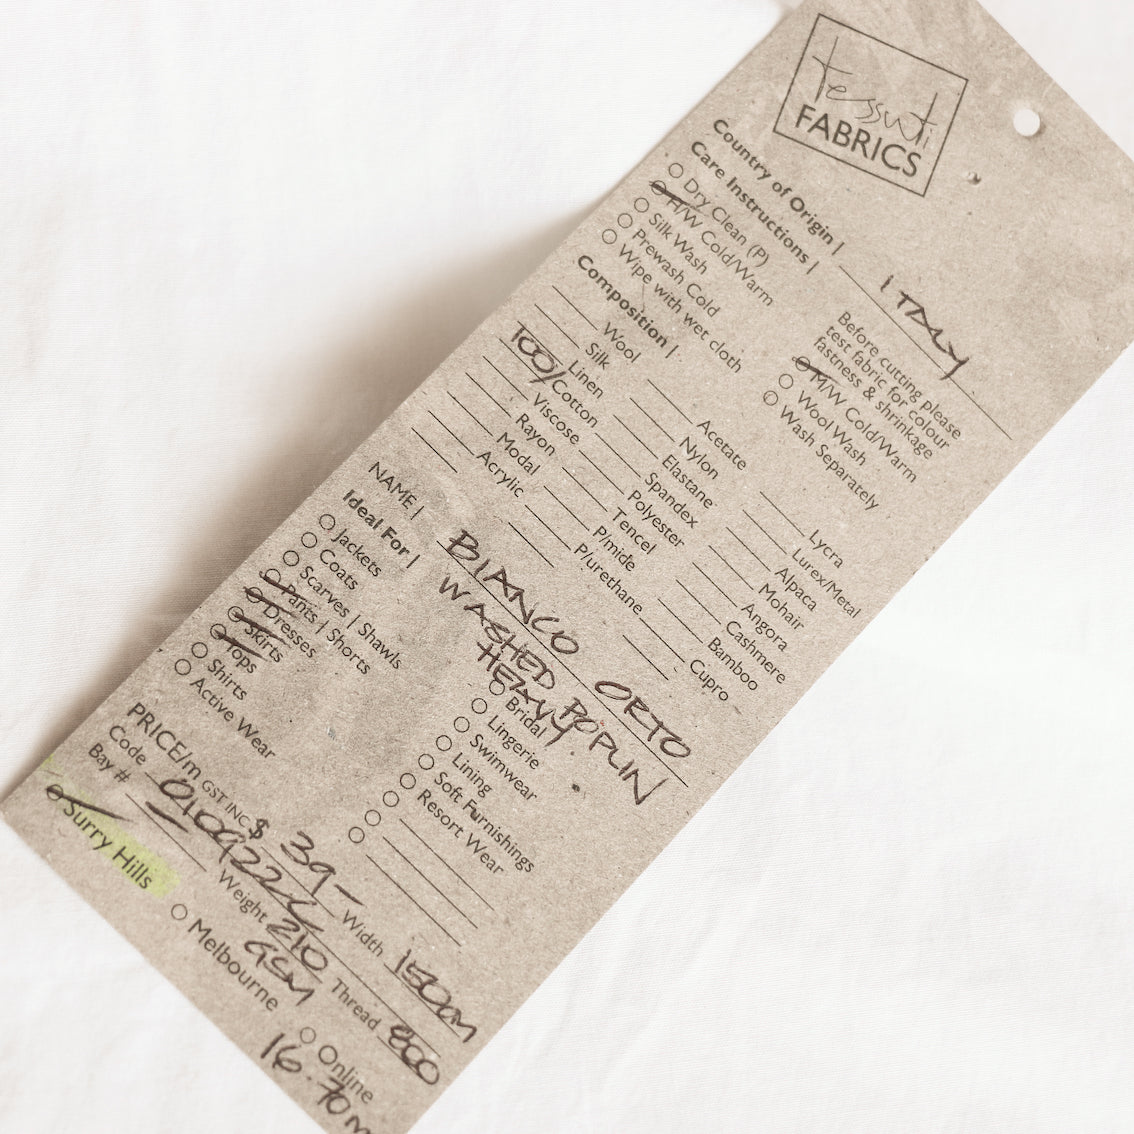 tessuti
FABRICS
Country of Origin | ITALY
Care Instructions |
Before cutting please
test fabric for colour
fastness & shrinkage
Dry Clean (P)
H/W Cold/Warm
Silk Wash
Prewash Cold
Wipe with wet cloth
M/W Cold/Warm
Wool Wash
Wash Separately
Composition |
Wool
Silk
Linen
100/ Cotton
Viscose
Rayon
Modal
Acrylic
Acetate
Nylon
Elastane
Spandex
Polyester
Tencel
P/mide
P/urethane
Lycra
Lurex/Metal
Alpaca
Mohair
Angora
Cashmere
Bamboo
Cupro
NAME | BIANCO ORTO
WASHED POPLIN
HEAVY.
Ideal For |
Jackets
Coats
Scarves | Shawls
Pants | Shorts
Dresses
Skirts
Tops
Shirts
Active Wear
Bridal
Lingerie
Swimwear
Lining
Soft Furnishings
Resort Wear
PRICE/m GST INC. $ 39- Width 150cm
Code
Bay # Weight 210 GSM Thread 800
Surry Hills
Melbourne
Online
16.70m